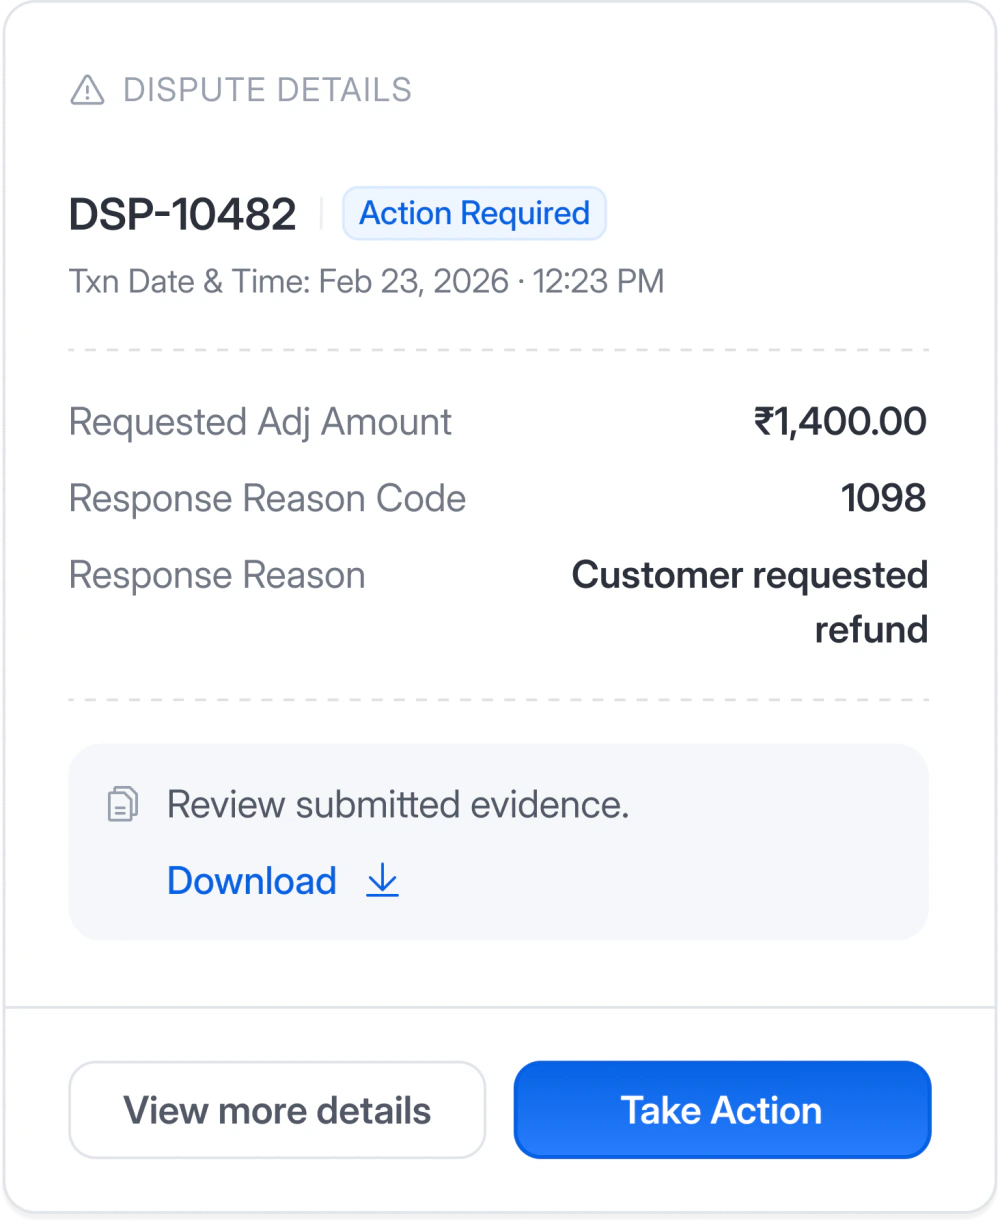 DISPUTE DETAILS
DSP-10482
Action Required
Txn Date & Time: Feb 23, 2026 · 12:23 PM
Requested Adj Amount
₹1,400.00
Response Reason Code
1098
Response Reason
Customer requested
refund
Review submitted evidence.
Download
View more details
Take Action